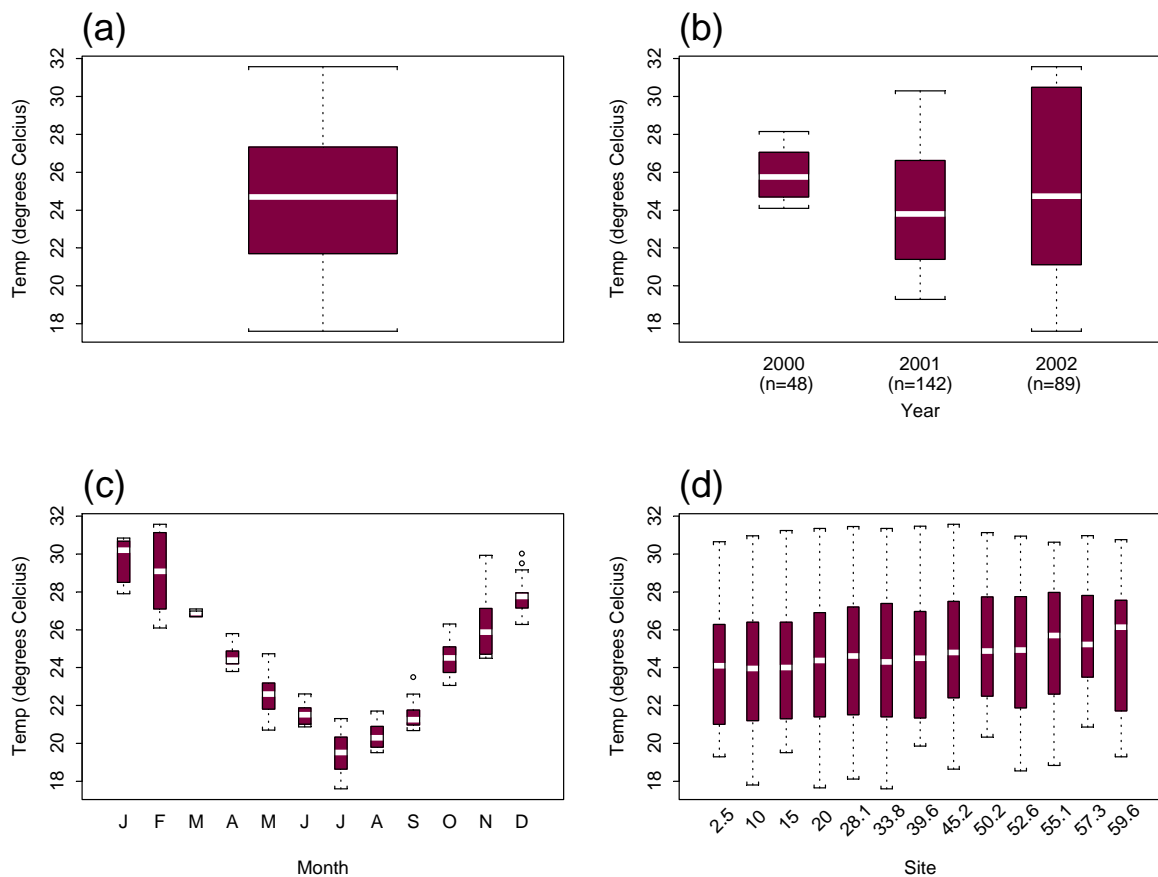 (a)
Temp (degrees Celcius)
32
30
28
26
24
22
20
18
(b)
Temp (degrees Celcius)
32
30
28
26
24
22
20
18
2000 2001 2002
(n=48) (n=142) (n=89)
Year
(c)
Temp (degrees Celcius)
32
30
28
26
24
22
20
18
J F M A M J J A S O N D
Month
(d)
Temp (degrees Celcius)
32
30
28
26
24
22
20
18
2.5 10 15 20 28.1 33.8 39.6 45.2 50.2 52.6 55.1 57.3 59.6
Site